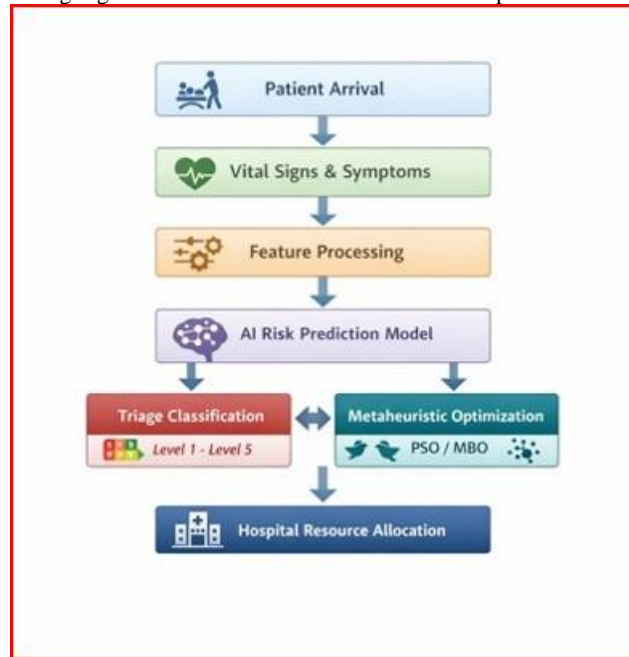 Patient Arrival
Vital Signs & Symptoms
Feature Processing
AI Risk Prediction Model
Triage Classification
Level 1 - Level 5
Metaheuristic Optimization
PSO / MBO
Hospital Resource Allocation